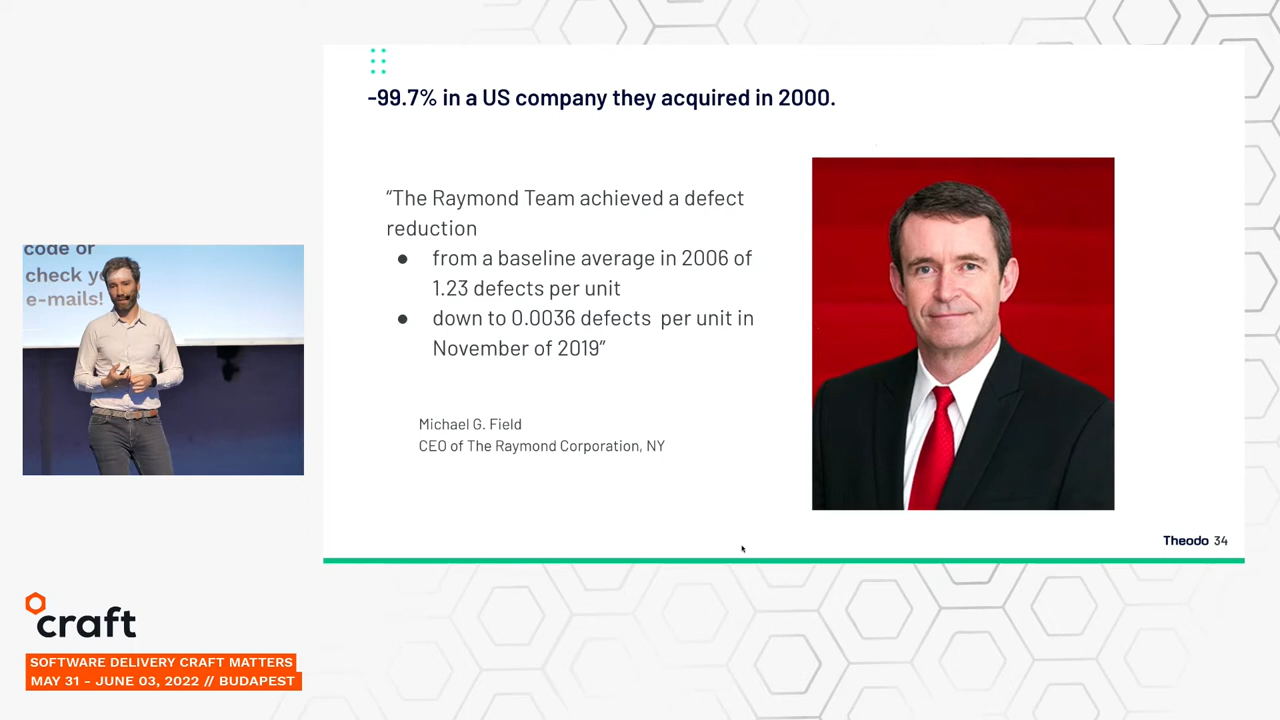 -99.7% in a US company they acquired in 2000.
“The Raymond Team achieved a defect
reduction
● from a baseline average in 2006 of
1.23 defects per unit
● down to 0.0036 defects per unit in
November of 2019”
Michael G. Field
CEO of The Raymond Corporation, NY
Theodo 34
code or
check
e-mails!
craft
SOFTWARE DELIVERY CRAFT MATTERS
MAY 31 - JUNE 03, 2022 // BUDAPEST